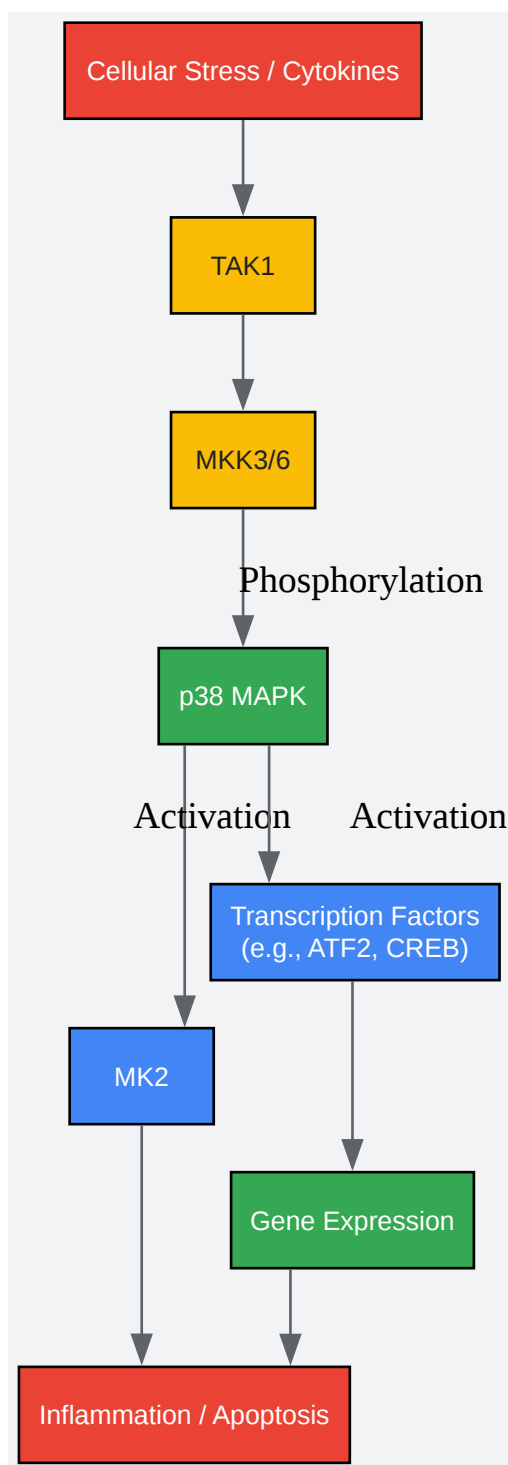 Cellular Stress / Cytokines
TAK1
MKK3/6
Phosphorylation
p38 MAPK
Activation
Activation
Transcription Factors
(e.g., ATF2, CREB)
MK2
Gene Expression
Inflammation / Apoptosis